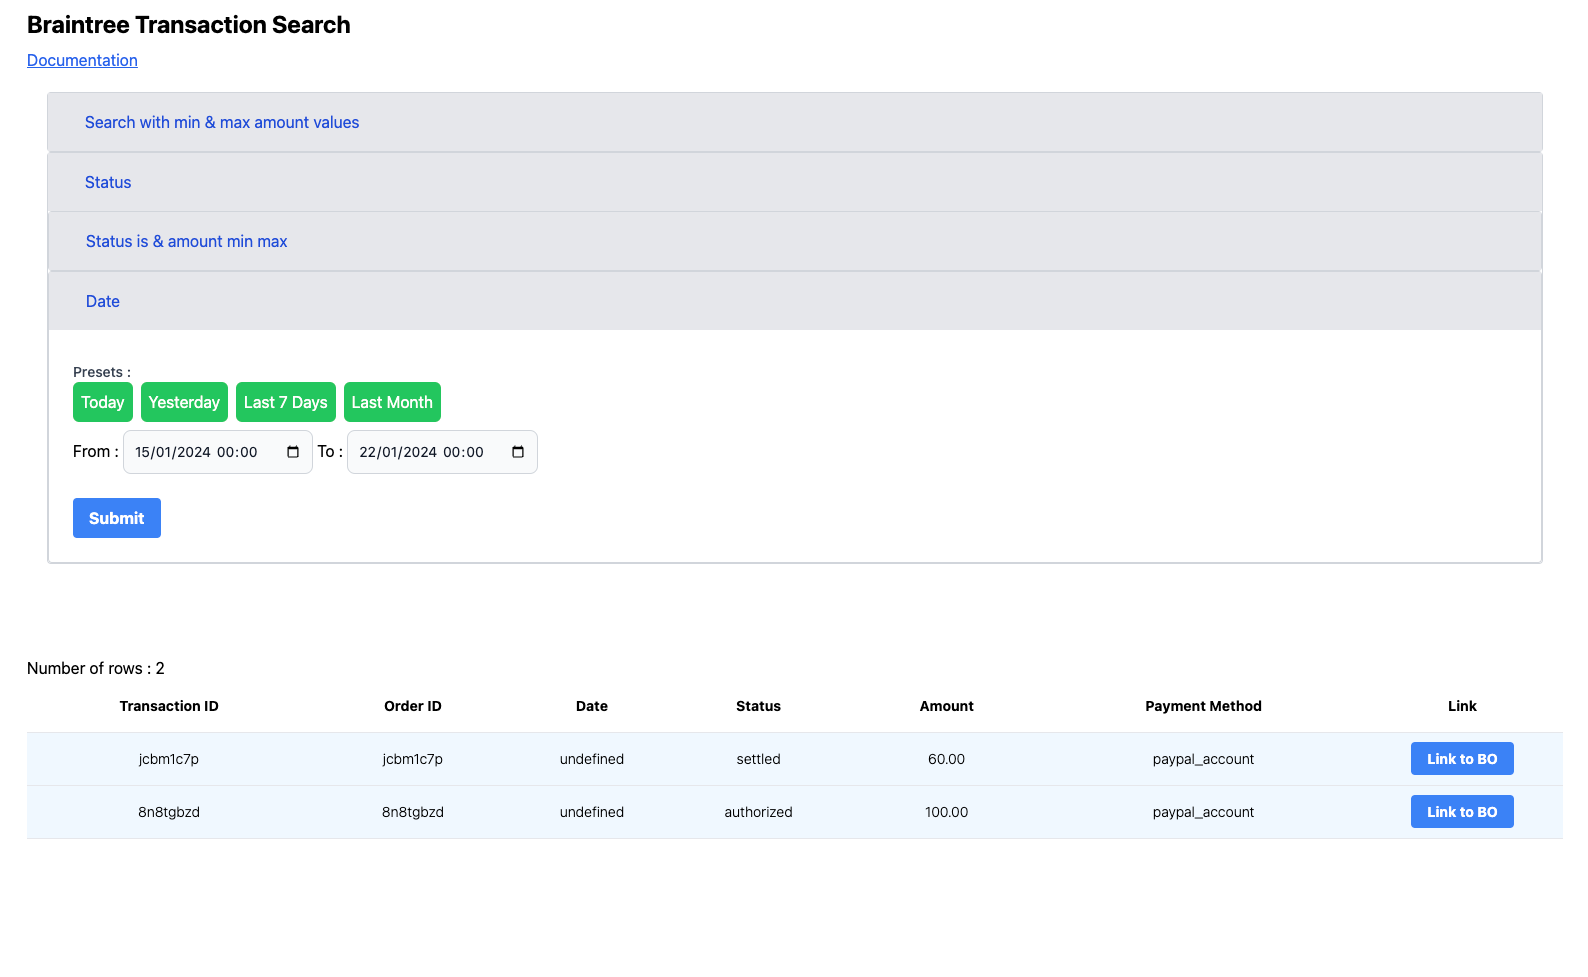 Braintree Transaction Search
Documentation
Search with min & max amount values
Status
Status is & amount min max
Date
Presets :
Today Yesterday Last 7 Days Last Month
From : 15/01/2024 00:00 To : 22/01/2024 00:00
Submit
Number of rows : 2
Transaction ID Order ID Date Status Amount Payment Method Link
jcbm1c7p jcbm1c7p undefined settled 60.00 paypal_account Link to BO
8n8tgbzd 8n8tgbzd undefined authorized 100.00 paypal_account Link to BO